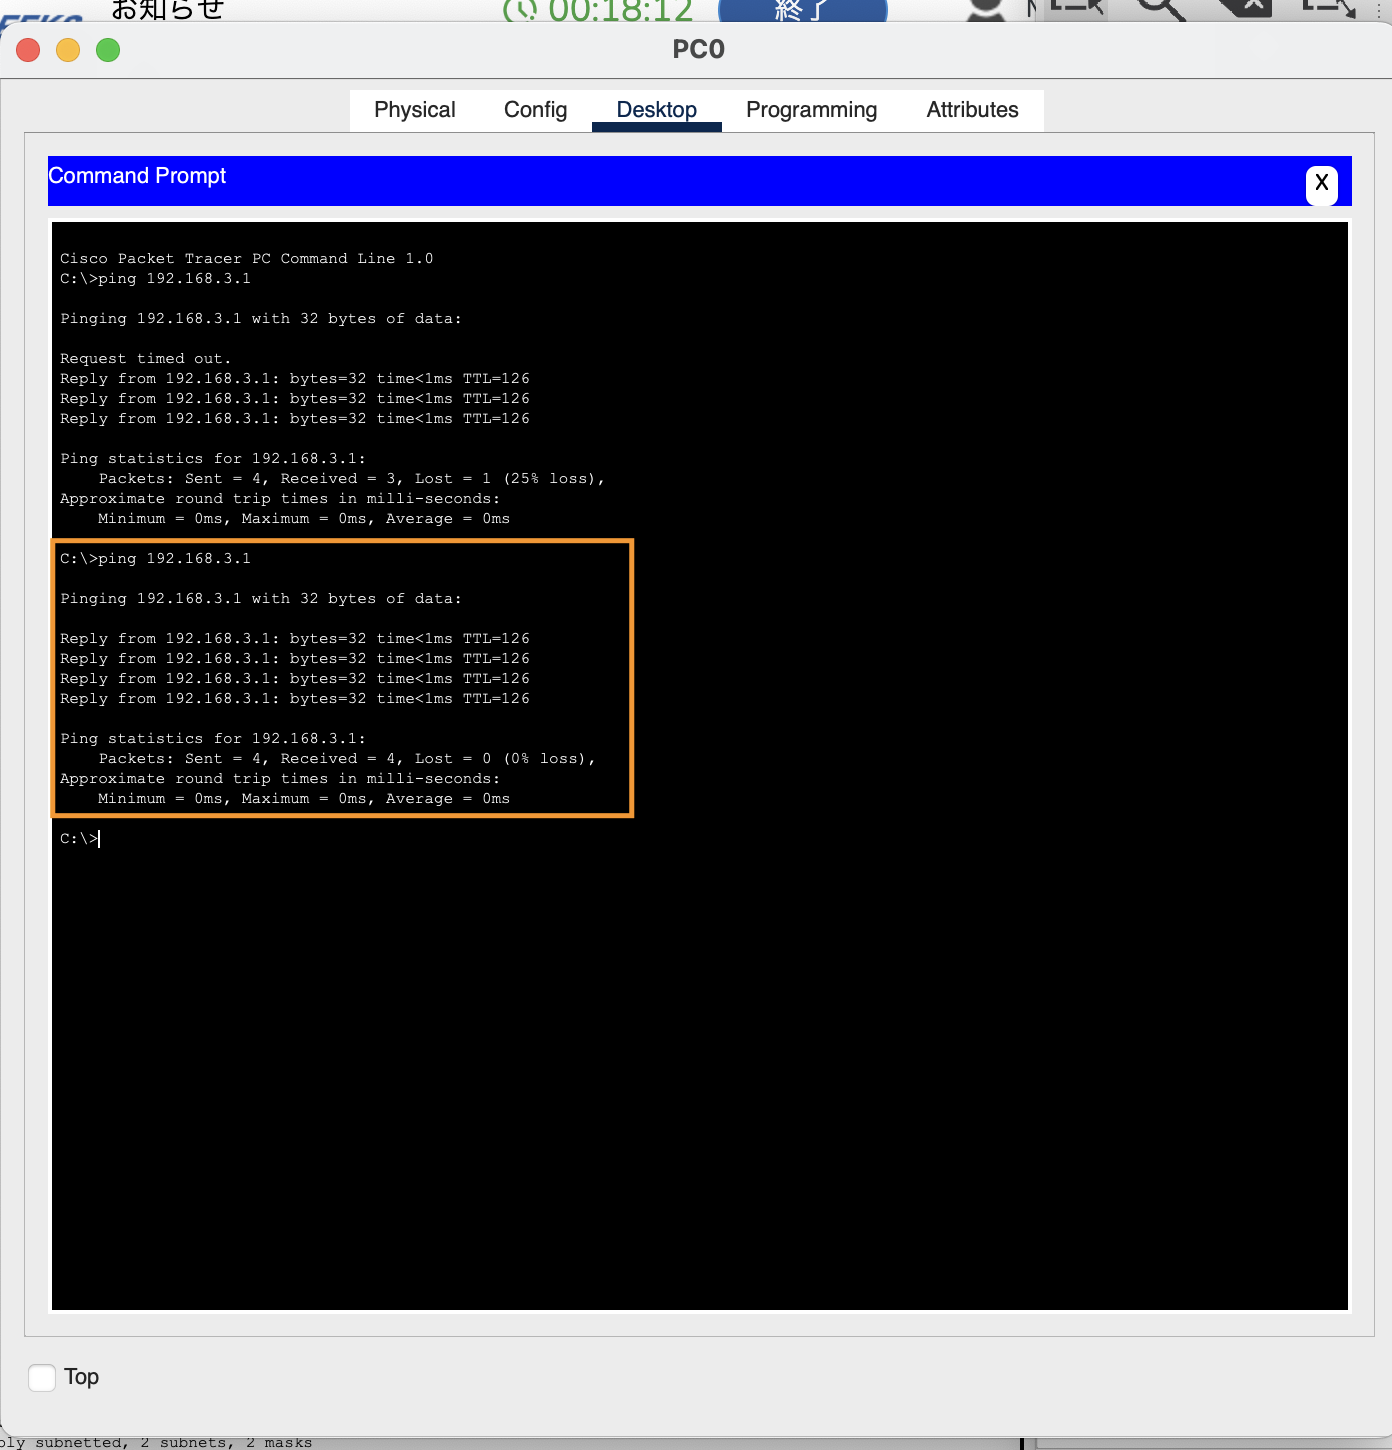 お知らせ
00:18:12
終了
PC0
Physical Config Desktop Programming Attributes
Command Prompt
X
Cisco Packet Tracer PC Command Line 1.0
C:\>ping 192.168.3.1
Pinging 192.168.3.1 with 32 bytes of data:
Request timed out.
Reply from 192.168.3.1: bytes=32 time<1ms TTL=126
Reply from 192.168.3.1: bytes=32 time<1ms TTL=126
Reply from 192.168.3.1: bytes=32 time<1ms TTL=126
Ping statistics for 192.168.3.1:
Packets: Sent = 4, Received = 3, Lost = 1 (25% loss),
Approximate round trip times in milli-seconds:
Minimum = 0ms, Maximum = 0ms, Average = 0ms
C:\>ping 192.168.3.1
Pinging 192.168.3.1 with 32 bytes of data:
Reply from 192.168.3.1: bytes=32 time<1ms TTL=126
Reply from 192.168.3.1: bytes=32 time<1ms TTL=126
Reply from 192.168.3.1: bytes=32 time<1ms TTL=126
Reply from 192.168.3.1: bytes=32 time<1ms TTL=126
Ping statistics for 192.168.3.1:
Packets: Sent = 4, Received = 4, Lost = 0 (0% loss),
Approximate round trip times in milli-seconds:
Minimum = 0ms, Maximum = 0ms, Average = 0ms
C:\>
Top
subnetted, 2 subnets, 2 masks